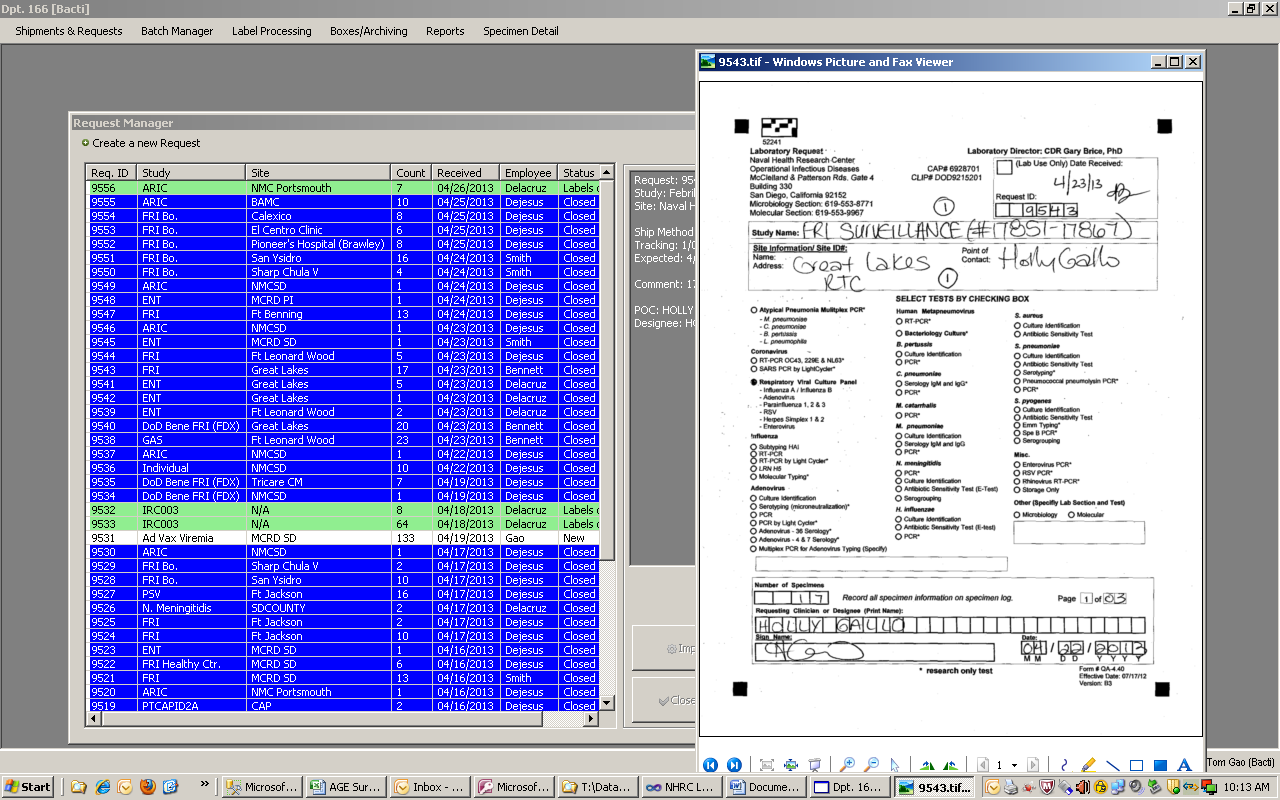 Dpt. 166 [Bacti]
Shipments & Requests Batch Manager Label Processing Boxes/Archiving Reports Specimen Detail
Request Manager
Create a new Request
Req. ID Study Site Count Received Employee Status
9556 ARIC NMC Portsmouth 7 04/26/2013 Delacruz Labels
9555 ARIC BAMC 10 04/25/2013 Dejesus Closed
9554 FRI Bo. Calexico 8 04/25/2013 Dejesus Closed
9553 FRI Bo. El Centro Clinic 6 04/25/2013 Dejesus Closed
9552 FRI Bo. Pioneer's Hospital (Brawley) 8 04/25/2013 Dejesus Closed
9551 FRI Bo. San Ysidro 16 04/24/2013 Smith Closed
9550 FRI Bo. Sharp Chula V 4 04/24/2013 Smith Closed
9549 ARIC NMCSD 1 04/24/2013 Dejesus Closed
9548 ENT MCRD PI 1 04/24/2013 Dejesus Closed
9547 FRI Ft Benning 13 04/24/2013 Smith Closed
9546 ARIC NMCSD 1 04/23/2013 Delacruz Closed
9545 ENT MCRD SD 1 04/23/2013 Smith Closed
9544 FRI Ft Leonard Wood 5 04/23/2013 Dejesus Closed
9543 FRI Great Lakes 17 04/23/2013 Bennett Closed
9541 ENT Great Lakes 5 04/23/2013 Delacruz Closed
9542 ENT Great Lakes 1 04/23/2013 Delacruz Closed
9539 ENT Ft Leonard Wood 2 04/23/2013 Delacruz Closed
9540 DoD Bene FRI (FDX) Great Lakes 20 04/23/2013 Bennett Closed
9538 GAS Ft Leonard Wood 23 04/23/2013 Bennett Closed
9537 ARIC NMCSD 1 04/22/2013 Dejesus Closed
9536 Individual NMCSD 10 04/22/2013 Dejesus Closed
9535 DoD Bene FRI (FDX) Tricare CM 7 04/19/2013 Dejesus Closed
9534 DoD Bene FRI (FDX) NMCSD 1 04/19/2013 Dejesus Closed
9532 IRC003 N/A 8 04/18/2013 Delacruz Labels
9533 IRC003 N/A 64 04/18/2013 Delacruz Labels
9531 Ad Vax Viremia MCRD SD 133 04/19/2013 Gao New
9530 ARIC NMCSD 1 04/17/2013 Dejesus Closed
9529 FRI Bo. Sharp Chula V 2 04/17/2013 Dejesus Closed
9528 FRI Bo. San Ysidro 10 04/17/2013 Dejesus Closed
9527 PSV Ft Jackson 16 04/17/2013 Dejesus Closed
9526 N. Meningitidis SDCOUNTY 2 04/17/2013 Delacruz Closed
9525 FRI Ft Jackson 2 04/17/2013 Dejesus Closed
9524 FRI Ft Jackson 10 04/17/2013 Dejesus Closed
9523 ENT MCRD SD 1 04/16/2013 Dejesus Closed
9522 FRI Healthy Ctr. MCRD SD 6 04/16/2013 Dejesus Closed
9521 FRI MCRD SD 13 04/16/2013 Smith Closed
9520 ARIC NMC Portsmouth 1 04/16/2013 Dejesus Closed
9519 PTCAPID2A CAP 2 04/16/2013 Dejesus Closed
Request: 95
Study: Febril
Site: Naval H
Ship Method
Tracking: 1/0
Expected: 4/
Comment: 17
POC: HOLLY
Designee: HO
Imp
Close
9543.tif - Windows Picture and Fax Viewer
52241
Laboratory Request
Naval Health Research Center
Operational Infectious Diseases
McClelland & Patterson Rds. Gate 4
Building 330
San Diego, California 92152
Microbiology Section: 619-553-8771
Molecular Section: 619-553-9967
CAP# 6928701
CLIP# DOD9215201
1
Laboratory Director: CDR Gary Brice, PhD
(Lab Use Only) Date Received:
4/23/13
Request ID:
9543
Study Name: FRI SURVEILLANCE (#17851-17867)
Site Information/ Site ID#:
Name:
Address:
Great Lakes
RTC
1
Point of
Contact: Holly Gallo
SELECT TESTS BY CHECKING BOX
Atypical Pneumonia Mulitplex PCR*
- M. pneumoniae
- C. pneumoniae
- B. pertussis
- L. pneumophila
Coronavirus
RT-PCR OC43, 229E & NL63*
SARS PCR by LightCycler*
Respiratory Viral Culture Panel
- Influenza A / Influenza B
- Adenovirus
- Parainfluenza 1, 2 & 3
- RSV
- Herpes Simplex 1 & 2
- Enterovirus
Influenza
Subtyping HAI
RT-PCR
RT-PCR by Light Cycler*
LRN H5
Molecular Typing*
Adenovirus
Culture Identification
Serotyping (microneutralization)*
PCR
PCR by Light Cycler*
Adenovirus - 36 Serology*
Adenovirus - 4 & 7 Serology*
Multiplex PCR for Adenovirus Typing (Specify)
Human Metapneumovirus
RT-PCR*
Bacteriology Culture*
B. pertussis
Culture Identification
PCR*
C. pneumoniae
Serology IgM and IgG*
PCR*
M. catarrhalis
PCR*
M. pneumoniae
Culture Identification
Serology IgM and IgG
PCR*
N. meningitidis
PCR*
Culture Identification
Antibiotic Sensitivity Test (E-Test)
Serogrouping
H. influenzae
Culture Identification
Antibiotic Sensitivity Test (E-test)
PCR*
S. aureus
Culture Identification
Antibiotic Sensitivity Test
S. pneumoniae
Culture Identification
Antibiotic Sensitivity Test
Serotyping*
Pneumococcal pneumolysin PCR*
PCR*
S. pyogenes
Culture Identification
Antibiotic Sensitivity Test
Emm Typing*
Spe B PCR*
Serogrouping
Misc.
Enterovirus PCR*
RSV PCR*
Rhinovirus RT-PCR*
Storage Only
Other (Specifiy Lab Section and Test)
Microbiology Molecular
Number of Specimens
17
Record all specimen information on specimen log.
Page 1 of 03
Requesting Clinician or Designee (Print Name):
HOLLY GALLO
Sign Name:
Date:
04/22/2013
M M D D Y Y Y Y
* research only test
Form # QA-4.40
Effective Date: 07/17/12
Version: B3
1
Tom Gao (Bacti)
Start » Microsof... AGE Sur... Inbox - ... Microsof... T:\Data... NHRC L... Docume... Dpt. 16... 9543.tif... 10:13 AM